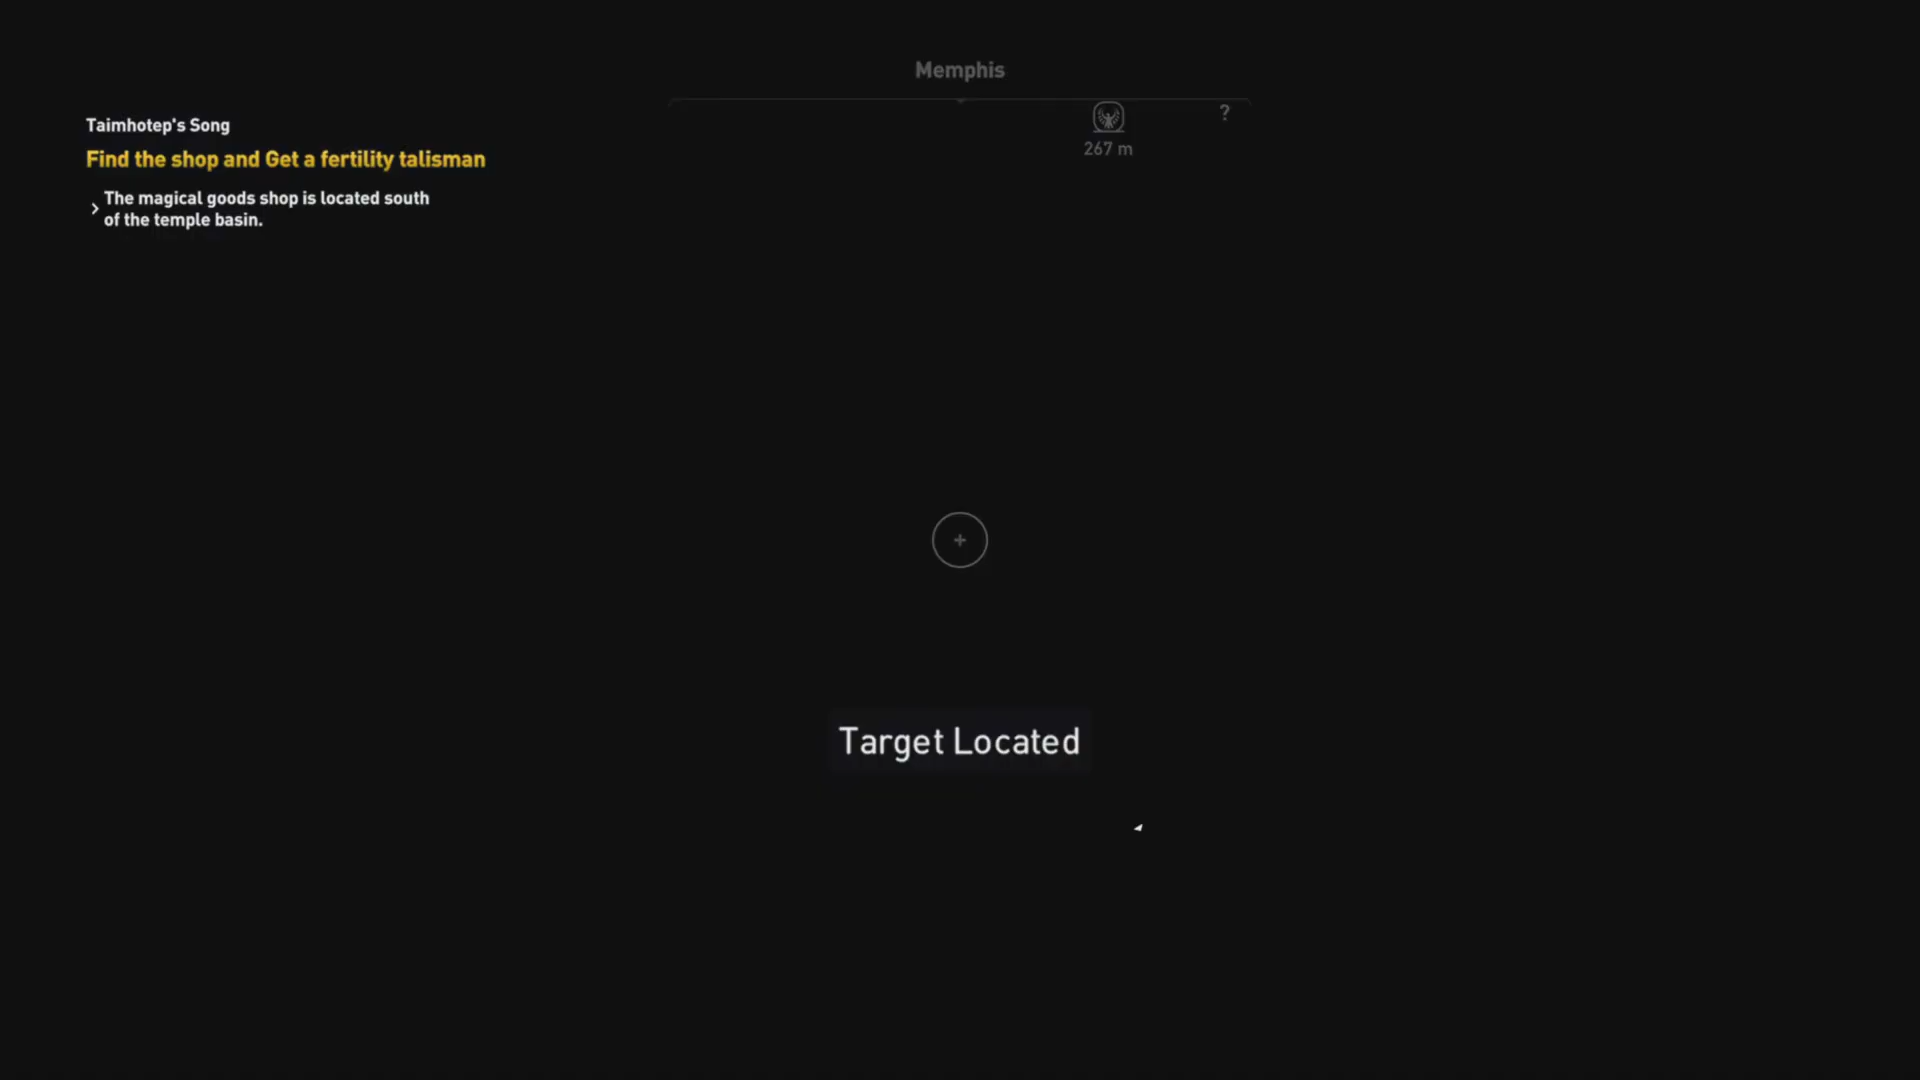 Memphis
?
267 m
Taimhotep's Song
Find the shop and Get a fertility talisman
The magical goods shop is located south
of the temple basin.
Target Located